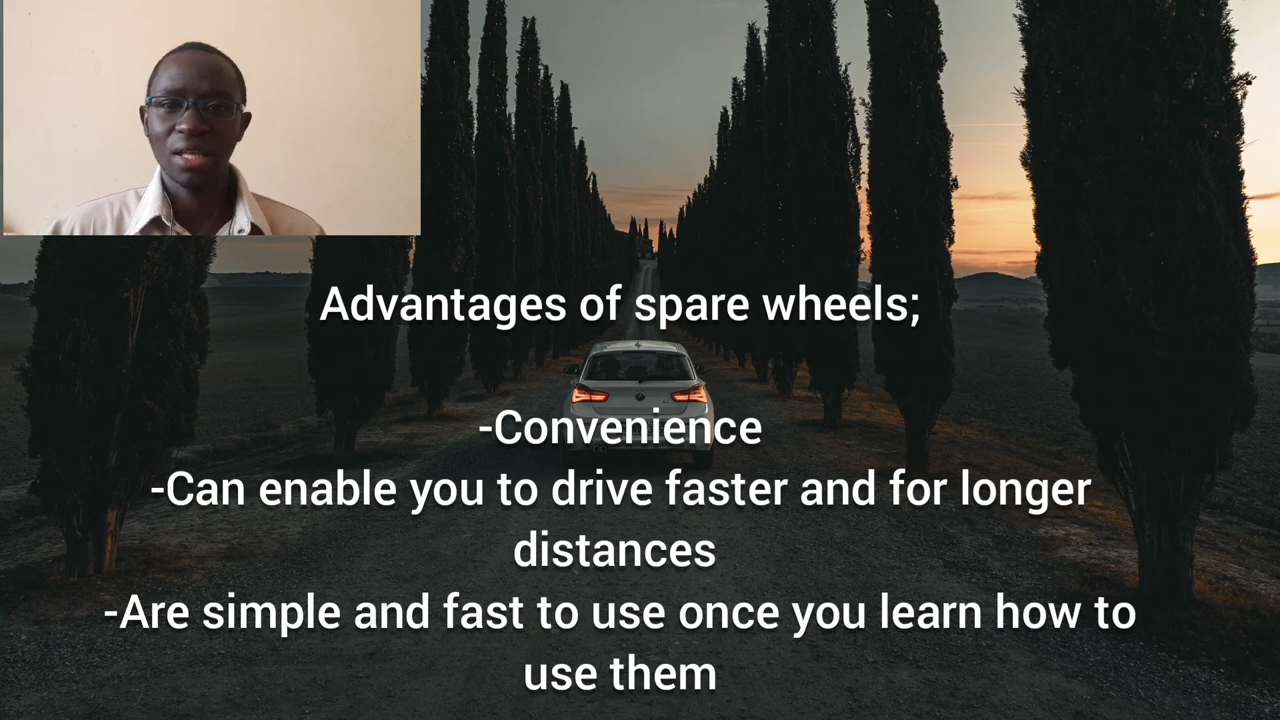 Advantages of spare wheels;
-Convenience
-Can enable you to drive faster and for longer
distances
-Are simple and fast to use once you learn how to
use them